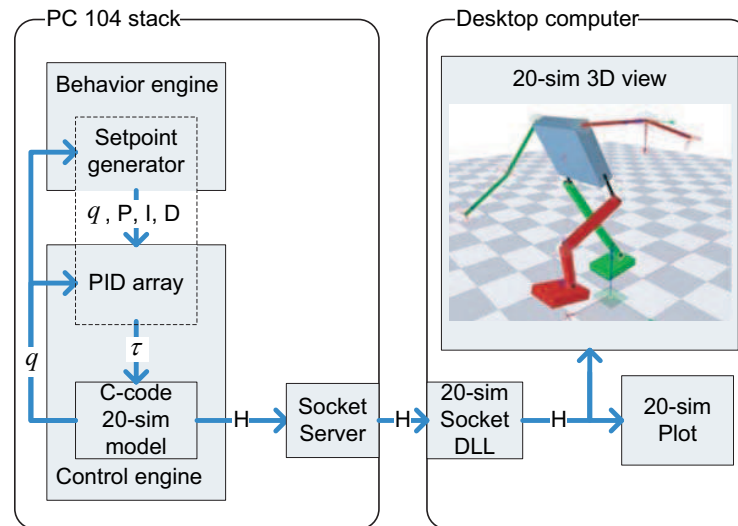 PC 104 stack
Behavior engine
Setpoint
generator
q , P, I, D
PID array
τ
q
C-code
20-sim
model
Control engine
H
Socket
Server
H
Desktop computer
20-sim 3D view
20-sim
Socket
DLL
H
20-sim
Plot